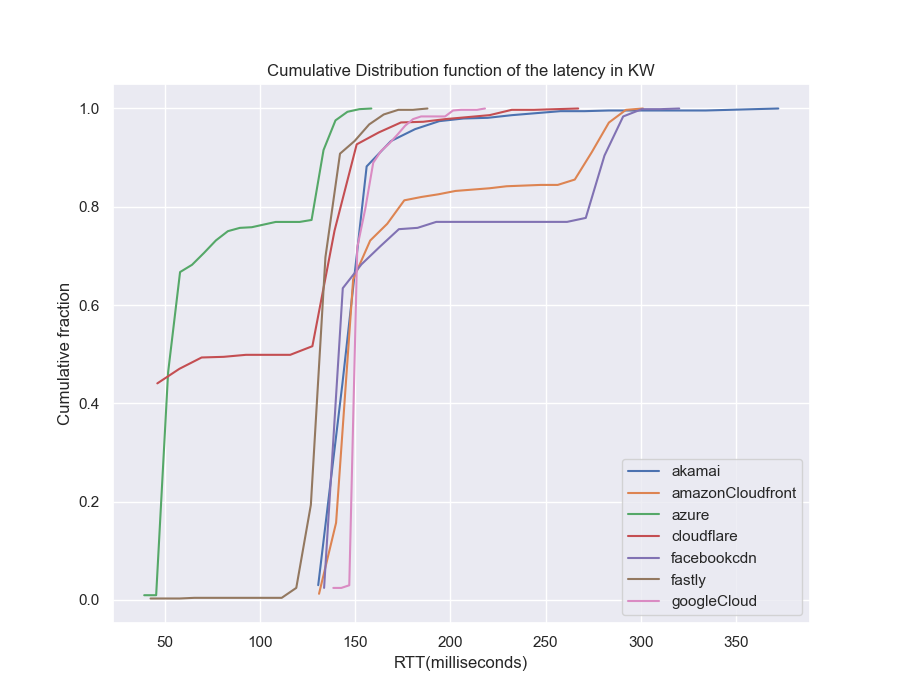 Cumulative Distribution function of the latency in KW
1.0
0.8
0.6
0.4
0.2
0.0
Cumulative fraction
50 100 150 200 250 300 350
RTT(milliseconds)
akamai
amazonCloudfront
azure
cloudflare
facebookcdn
fastly
googleCloud